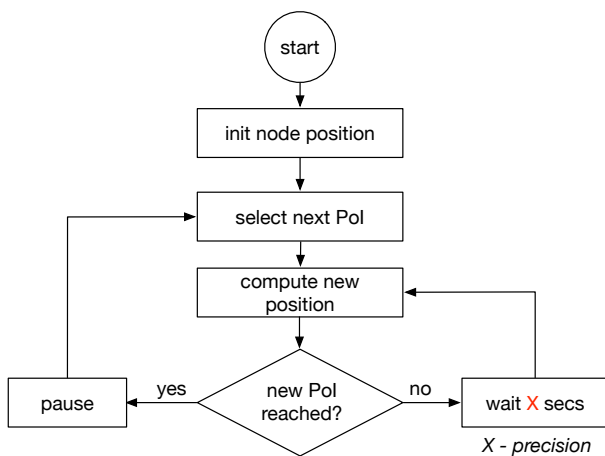 start
init node position
select next PoI
compute new
position
yes
new PoI
reached?
no
pause
wait X secs
X - precision